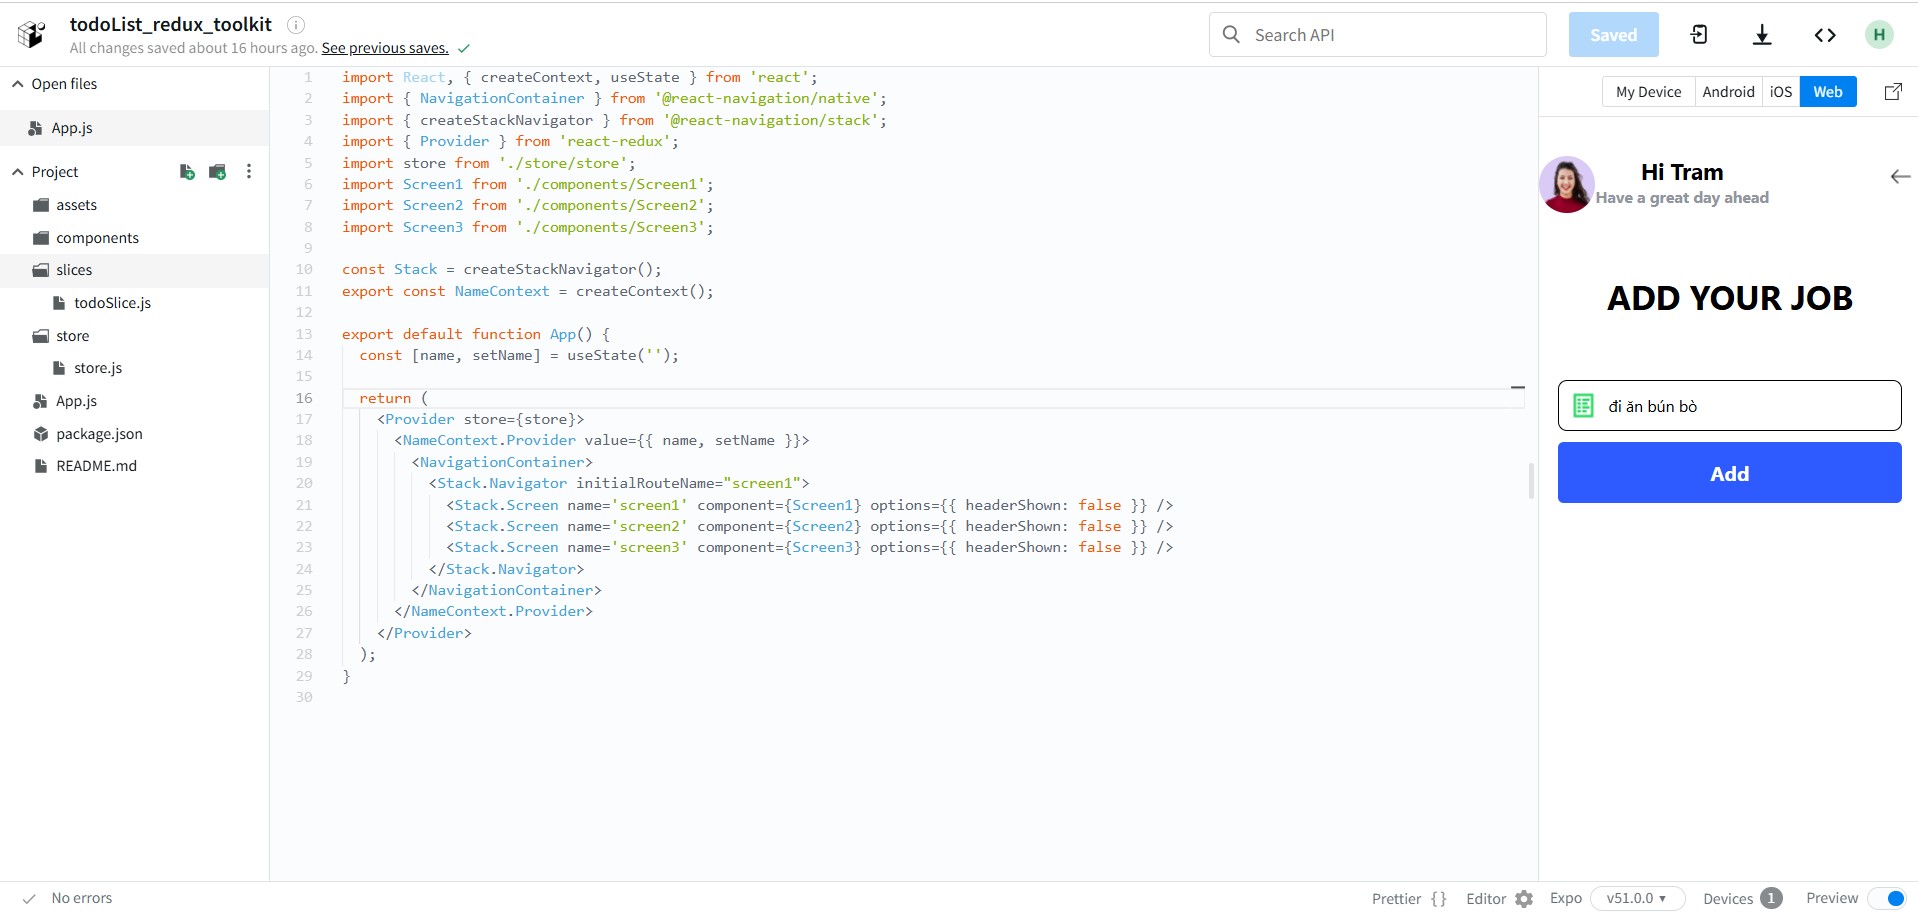 todoList_redux_toolkit
All changes saved about 16 hours ago. See previous saves.
Search API
Saved
H
Open files
App.js
Project
assets
components
slices
todoSlice.js
store
store.js
App.js
package.json
README.md
1 import React, { createContext, useState } from 'react';
2 import { NavigationContainer } from '@react-navigation/native';
3 import { createStackNavigator } from '@react-navigation/stack';
4 import { Provider } from 'react-redux';
5 import store from './store/store';
6 import Screen1 from './components/Screen1';
7 import Screen2 from './components/Screen2';
8 import Screen3 from './components/Screen3';
9
10 const Stack = createStackNavigator();
11 export const NameContext = createContext();
12
13 export default function App() {
14 const [name, setName] = useState('');
15
16 return (
17 <Provider store={store}>
18 <NameContext.Provider value={{ name, setName }}>
19 <NavigationContainer>
20 <Stack.Navigator initialRouteName="screen1">
21 <Stack.Screen name='screen1' component={Screen1} options={{ headerShown: false }} />
22 <Stack.Screen name='screen2' component={Screen2} options={{ headerShown: false }} />
23 <Stack.Screen name='screen3' component={Screen3} options={{ headerShown: false }} />
24 </Stack.Navigator>
25 </NavigationContainer>
26 </NameContext.Provider>
27 </Provider>
28 );
29 }
30
My Device Android iOS Web
Hi Tram
Have a great day ahead
ADD YOUR JOB
đi ăn bún bò
Add
No errors
Prettier {} Editor Expo v51.0.0 Devices 1 Preview